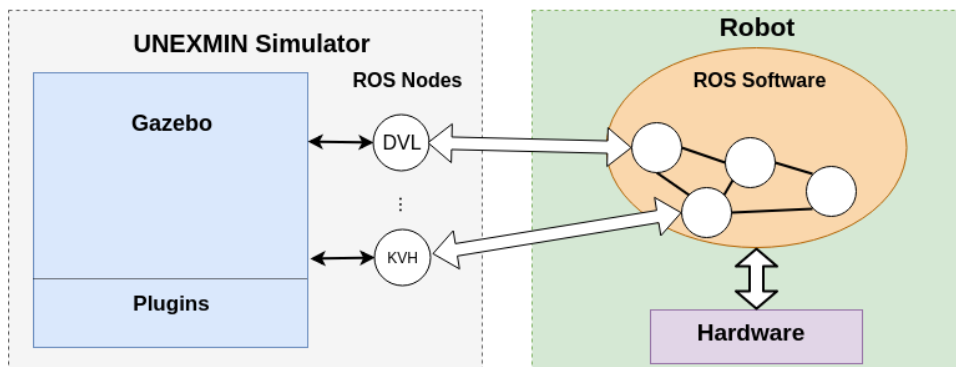 UNEXMIN Simulator
Robot
ROS Nodes
ROS Software
Gazebo
DVL
⋮
KVH
Plugins
Hardware